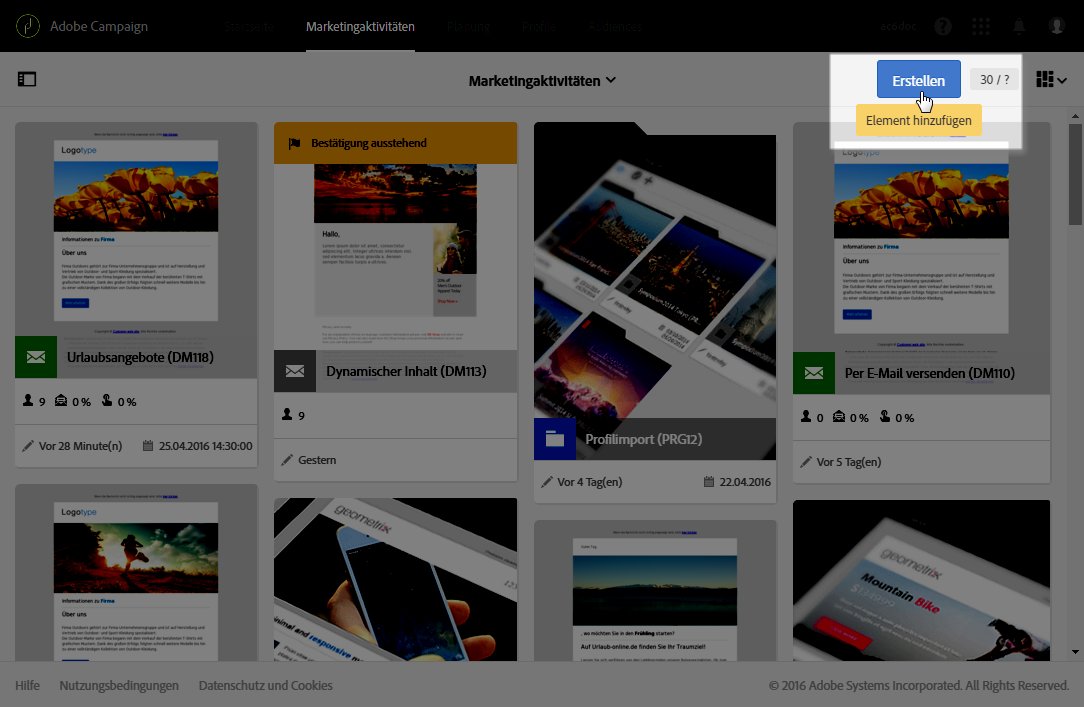 Adobe Campaign
Startseite
Marketingaktivitäten
Planung
Profile
Audiences
Marketingaktivitäten
Erstellen
30 / ?
Element hinzufügen
Logotype
Informationen zu Firma
Über uns
Urlaubsangebote (DM118)
9 0 % 0 %
Vor 28 Minute(n) 25.04.2016 14:30:00
Bestätigung ausstehend
Hallo,
Dynamischer Inhalt (DM113)
9
Gestern
Profilimport (PRG12)
Vor 4 Tag(en) 22.04.2016
Logotype
Informationen zu Firma
Über uns
Per E-Mail versenden (DM110)
0 0 % 0 %
Vor 5 Tag(en)
Logotype
Informationen zu Firma
Über uns
geometrixx
, wo möchten Sie in den Frühling starten?
Auf Urlaub-online.de finden Sie Ihr Traumziel!
geometrixx
Mountain Bike
Hilfe Nutzungsbedingungen Datenschutz und Cookies
© 2016 Adobe Systems Incorporated. All Rights Reserved.